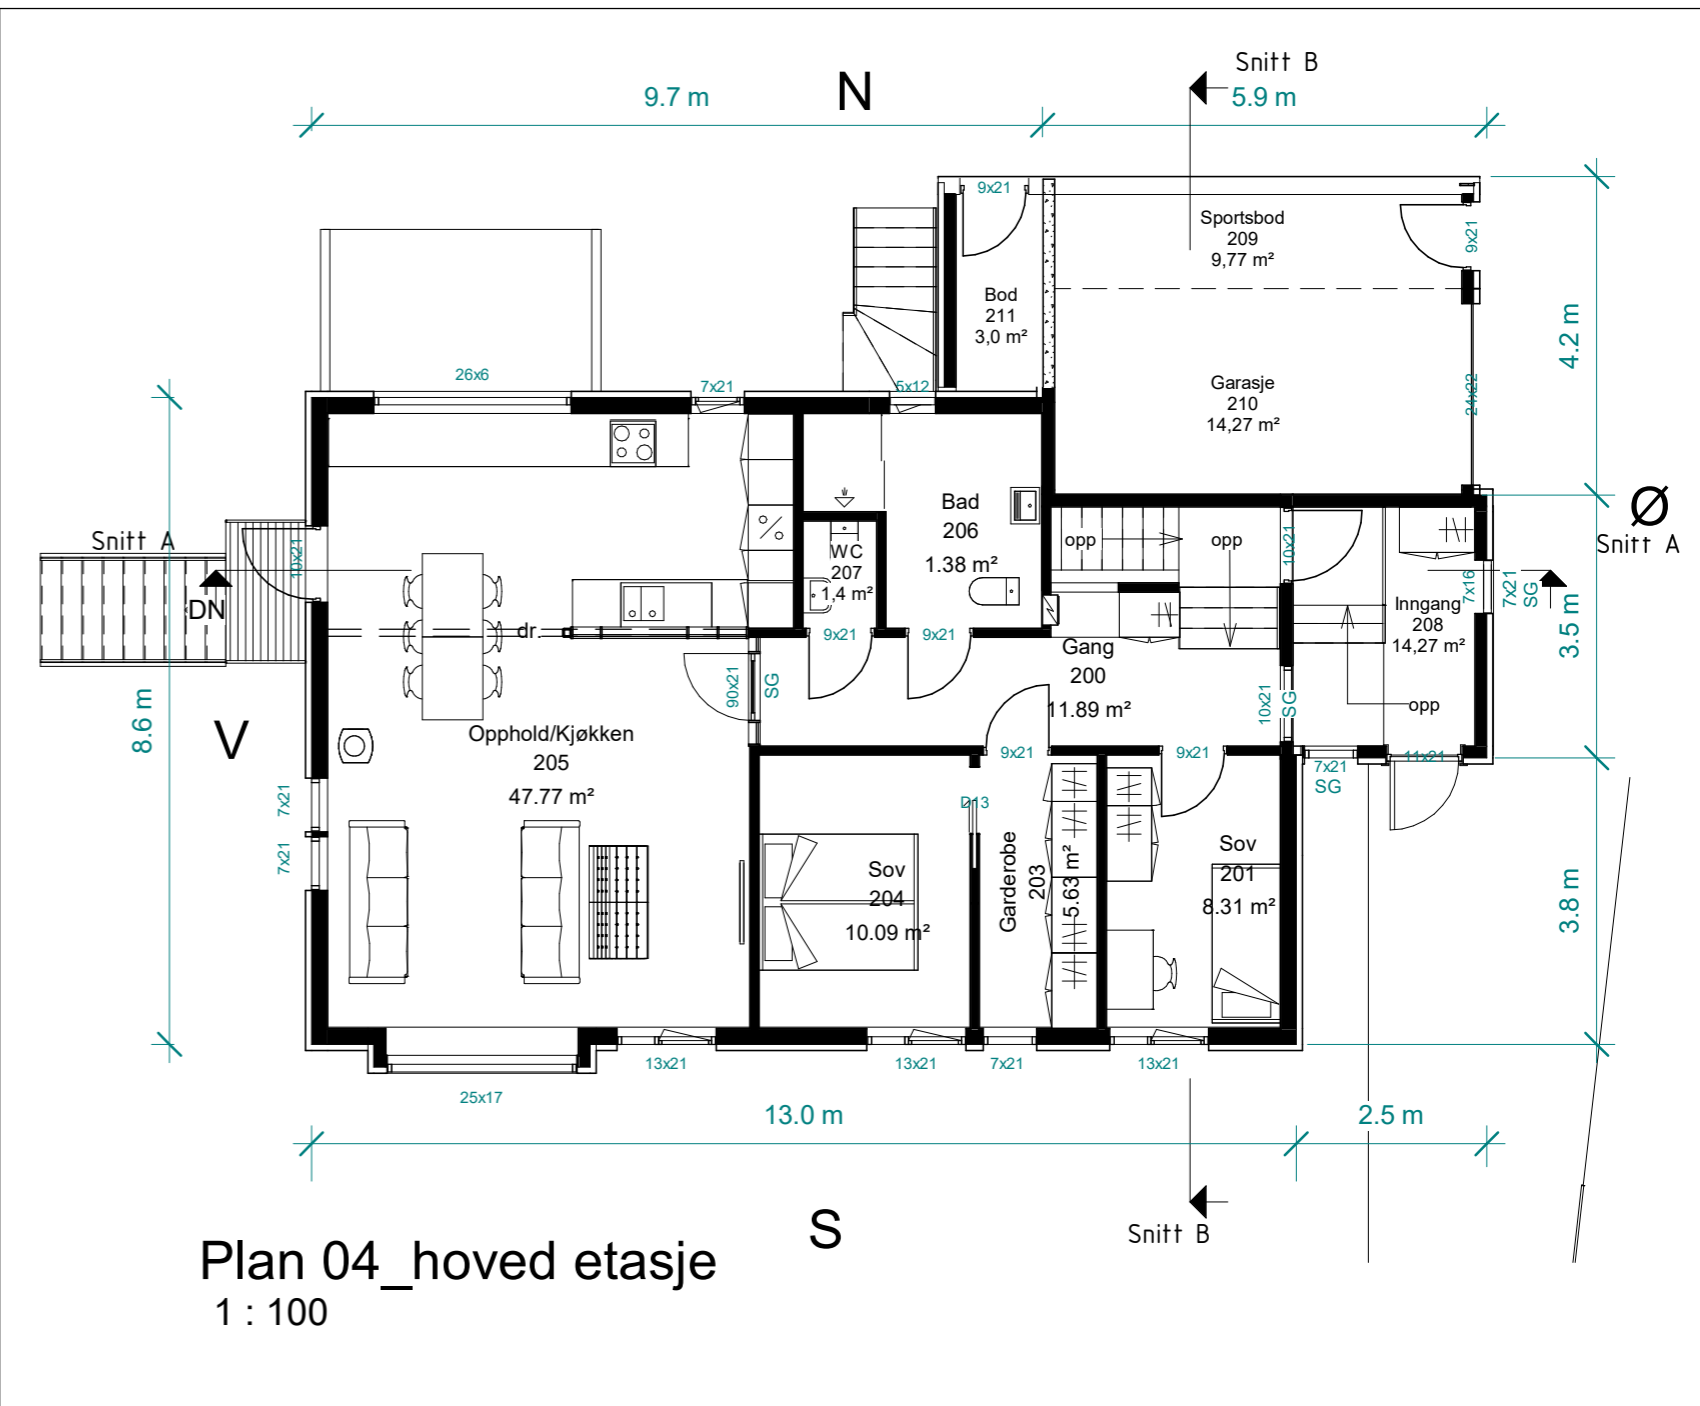 Snitt B
9.7 m
N
5.9 m
9x21
Sportsbod
209
9,77 m²
9x21
Bod
211
3,0 m²
4.2 m
26x6
7x21
5x12
Garasje
210
14,27 m²
24x22
Bad
206
1.38 m²
Ø
Snitt A
Snitt A
10x21
DN
WC
207
1,4 m²
opp
opp
10x21
7x16
7x21
SG
Inngang
208
14,27 m²
3.5 m
dr.
9x21
9x21
Gang
200
11.89 m²
90x21
SG
10x21
SG
opp
8.6 m
V
Opphold/Kjøkken
205
47.77 m²
9x21
9x21
7x21
SG
11x21
7x21
7x21
D13
Sov
204
10.09 m²
Garderobe
203
5.63 m²
Sov
201
8.31 m²
3.8 m
13x21
13x21
7x21
13x21
25x17
13.0 m
2.5 m
S
Snitt B
Plan 04_hoved etasje
1 : 100